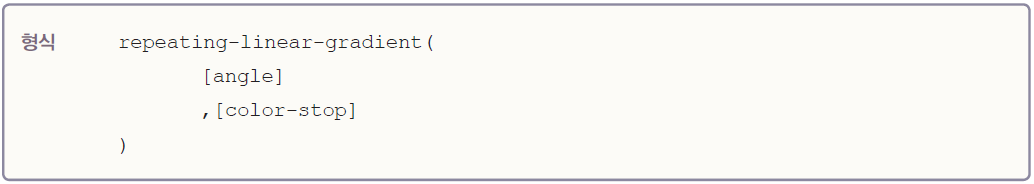 형식 repeating-linear-gradient(
[angle]
,[color-stop]
)